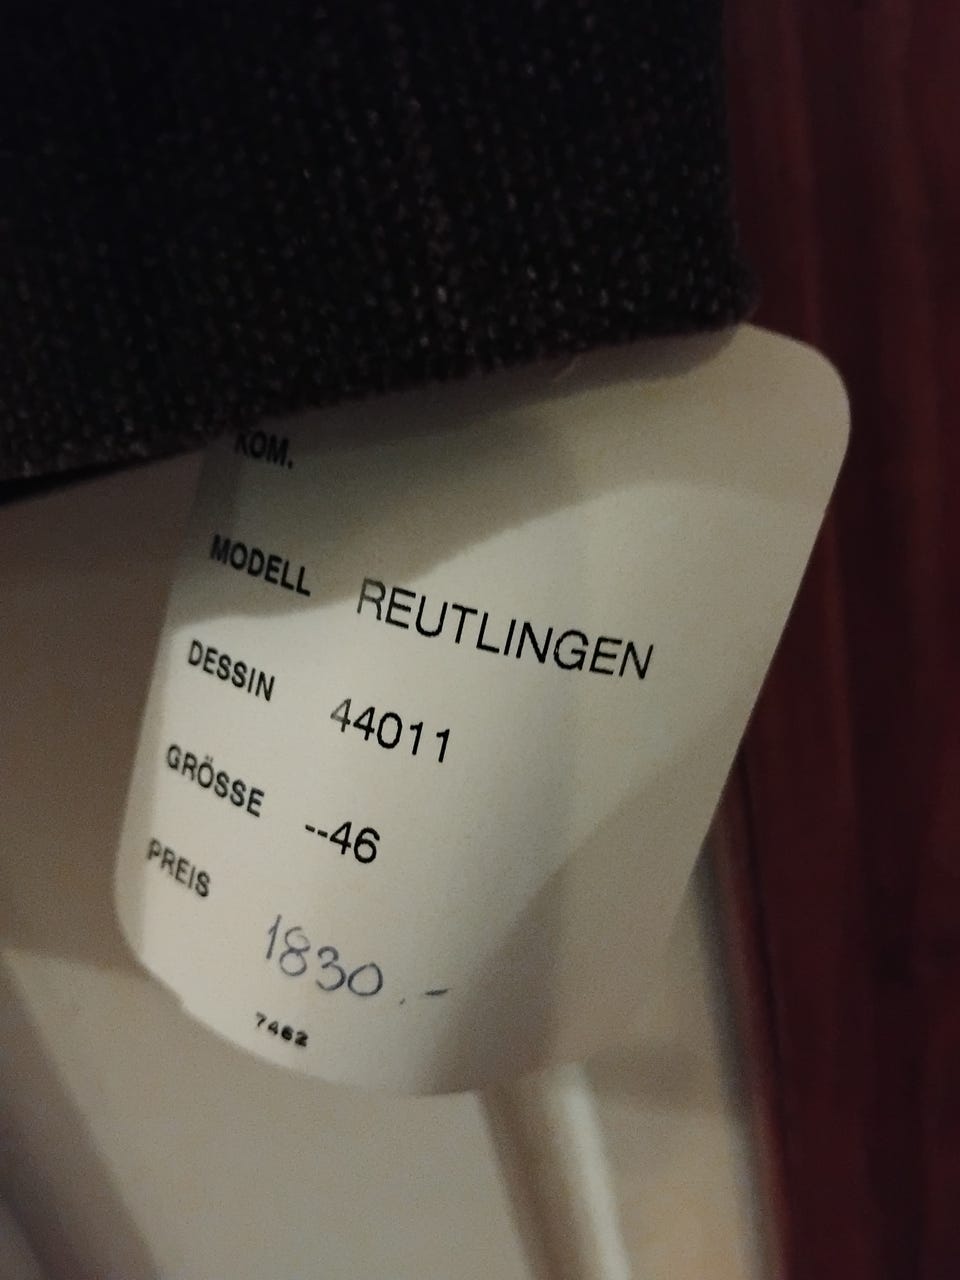 KOM.
MODELL REUTLINGEN
DESSIN 44011
GRÖSSE --46
PREIS 1830.-
7462